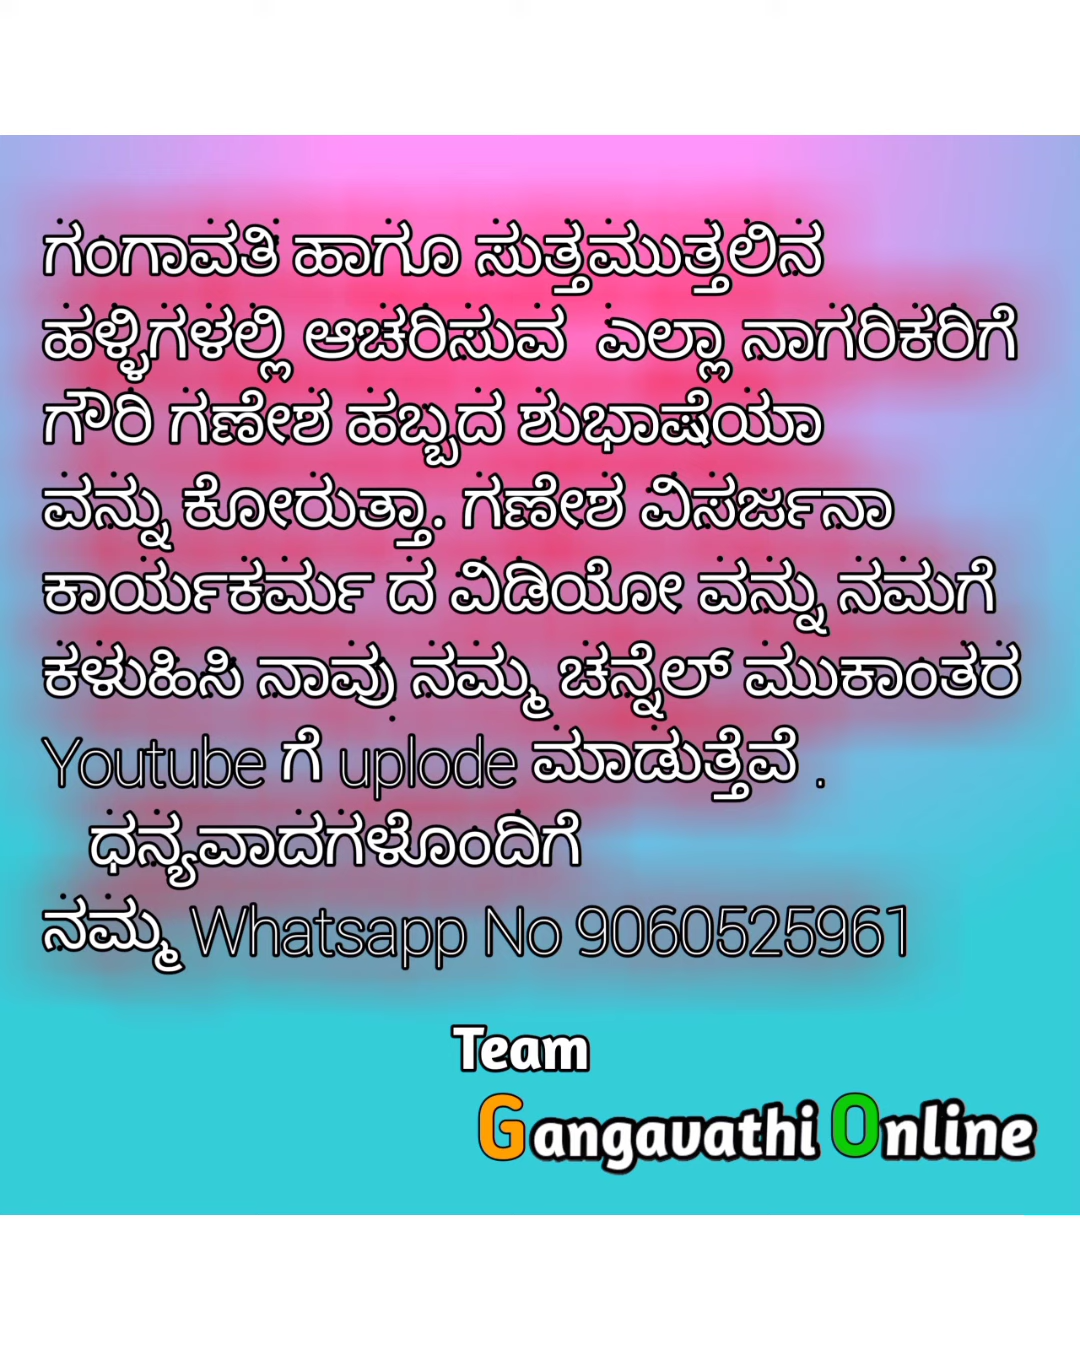 ಗಂಗಾವತಿ ಹಾಗೂ ಸುತ್ತಮುತ್ತಲಿನ
ಹಳ್ಳಿಗಳಲ್ಲಿ ಆಚರಿಸುವ ಎಲ್ಲಾ ನಾಗರಿಕರಿಗೆ
ಗೌರಿ ಗಣೇಶ ಹಬ್ಬದ ಶುಭಾಷೆಯಾ
ವನ್ನು ಕೋರುತ್ತಾ. ಗಣೇಶ ವಿಸರ್ಜನಾ
ಕಾರ್ಯಕರ್ಮ ದ ವಿಡಿಯೋ ವನ್ನು ನಮಗೆ
ಕಳುಹಿಸಿ ನಾವು ನಮ್ಮ ಚನ್ನೆಲ್ ಮುಕಾಂತರ
Youtube ಗೆ uplode ಮಾಡುತ್ತೆವೆ .
ಧನ್ಯವಾದಗಳೊಂದಿಗೆ
ನಮ್ಮ Whatsapp No 9060525961
Team
Gangavathi Online